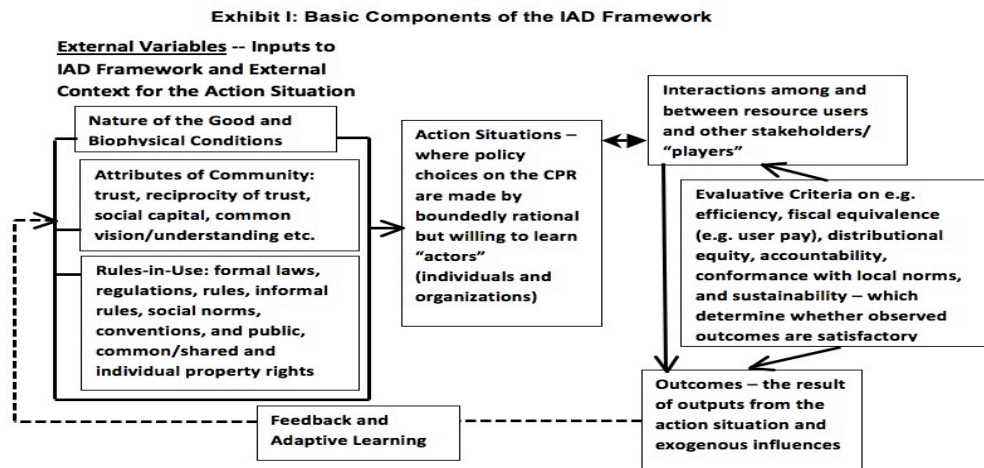 Exhibit I: Basic Components of the IAD Framework
External Variables -- Inputs to
IAD Framework and External
Context for the Action Situation
Nature of the Good and
Biophysical Conditions
Attributes of Community:
trust, reciprocity of trust,
social capital, common
vision/understanding etc.
Rules-in-Use: formal laws,
regulations, rules, informal
rules, social norms,
conventions, and public,
common/shared and
individual property rights
Action Situations –
where policy
choices on the CPR
are made by
boundedly rational
but willing to learn
“actors”
(individuals and
organizations)
Interactions among and
between resource users
and other stakeholders/
“players”
Evaluative Criteria on e.g.
efficiency, fiscal equivalence
(e.g. user pay), distributional
equity, accountability,
conformance with local norms,
and sustainability – which
determine whether observed
outcomes are satisfactory
Outcomes – the result
of outputs from the
action situation and
exogenous influences
Feedback and
Adaptive Learning